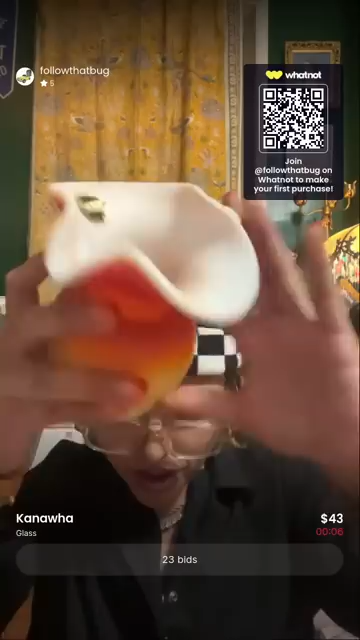 followthatbug
★ 5
whatnot
Join
@followthatbug on
Whatnot to make
your first purchase!
Kanawha
$43
Glass
00:06
23 bids